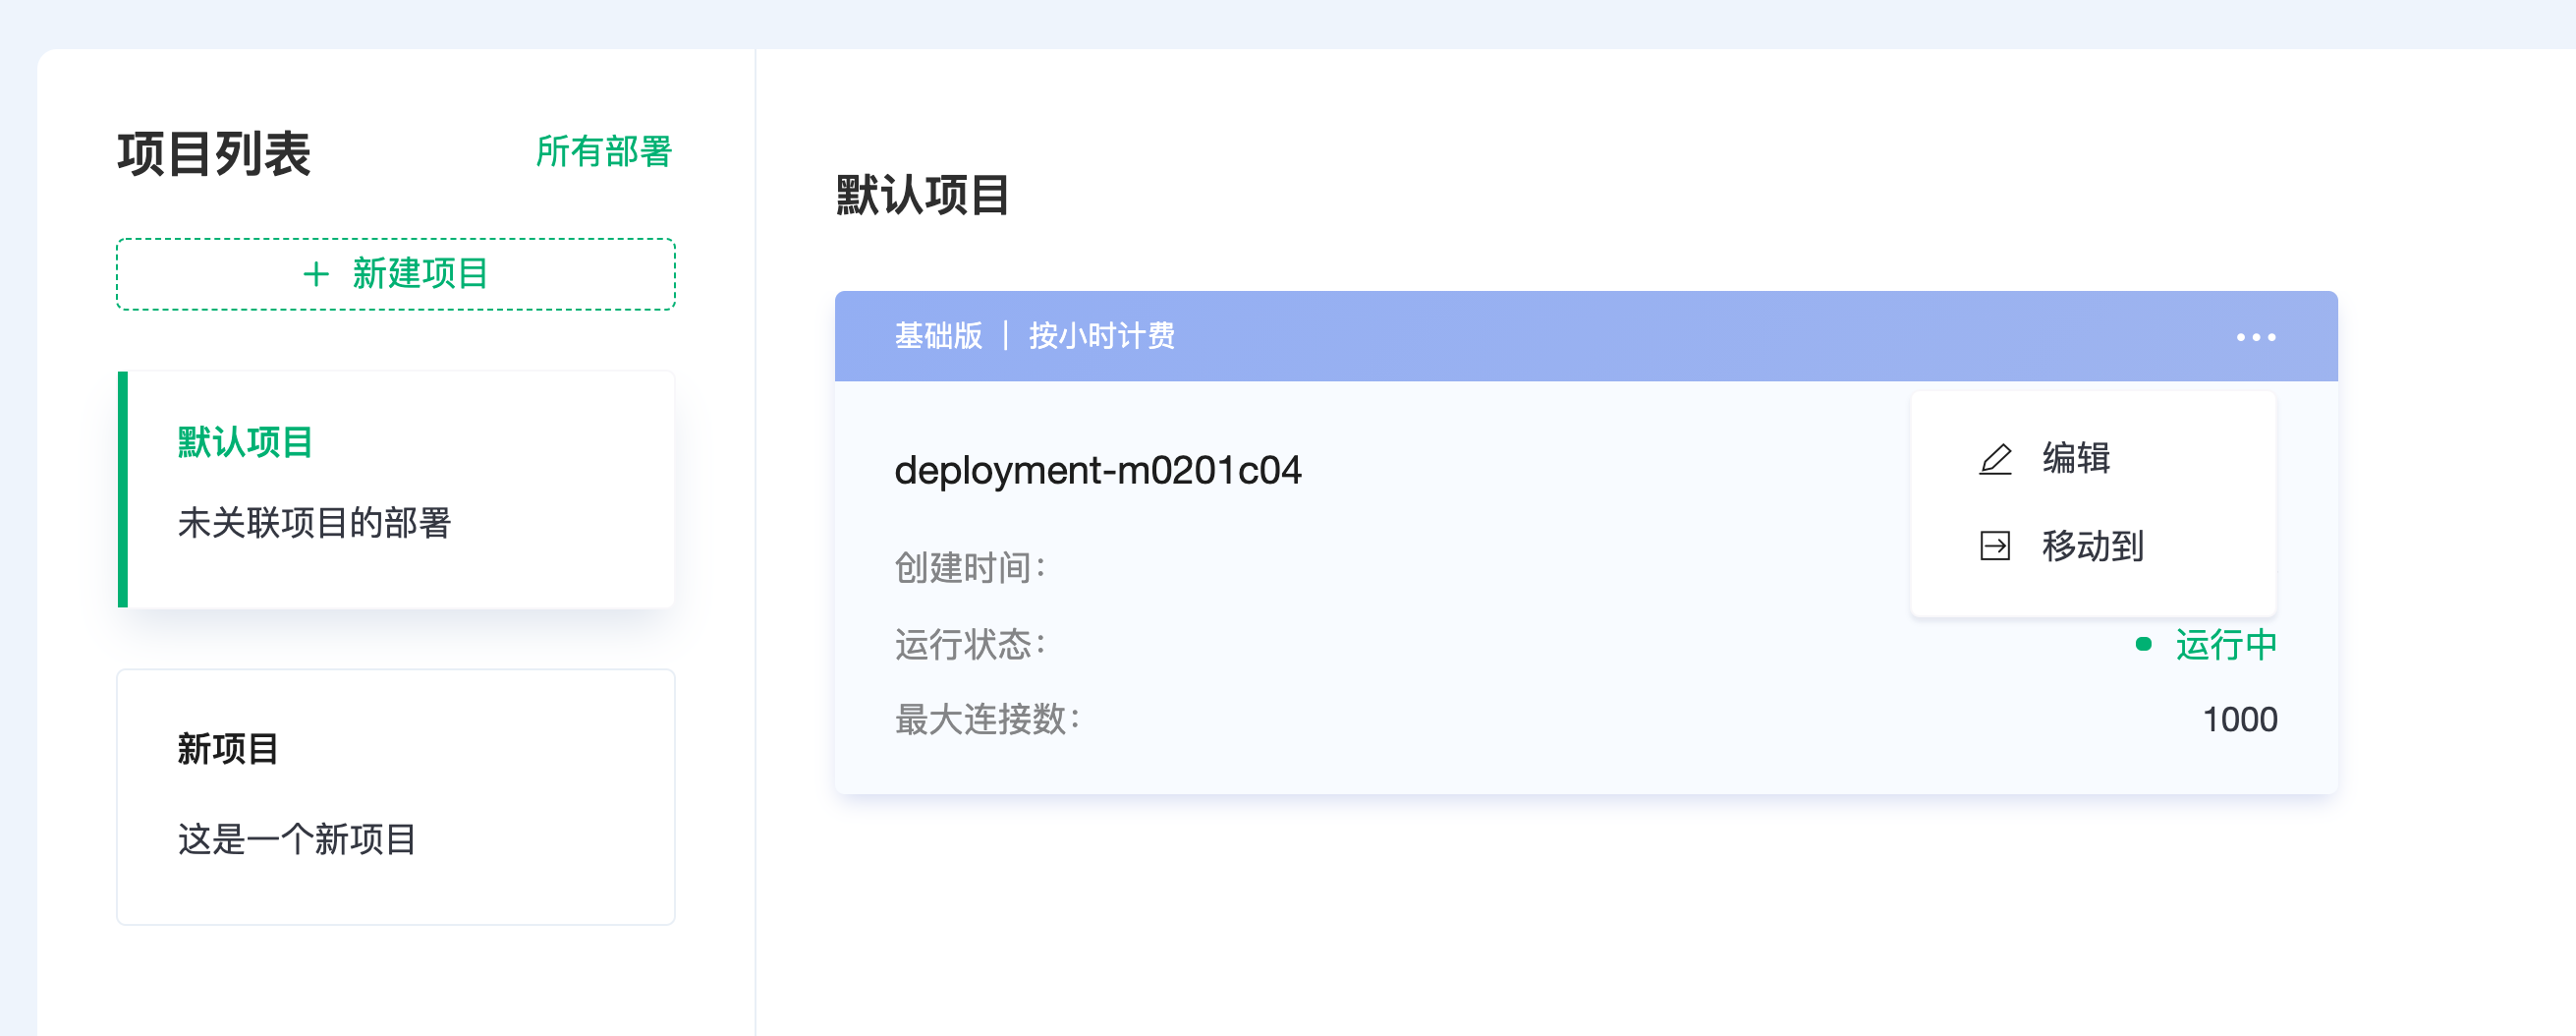 项目列表
所有部署
+ 新建项目
默认项目
未关联项目的部署
新项目
这是一个新项目
默认项目
基础版 | 按小时计费
deployment-m0201c04
编辑
移动到
创建时间：
运行状态：
运行中
最大连接数：
1000